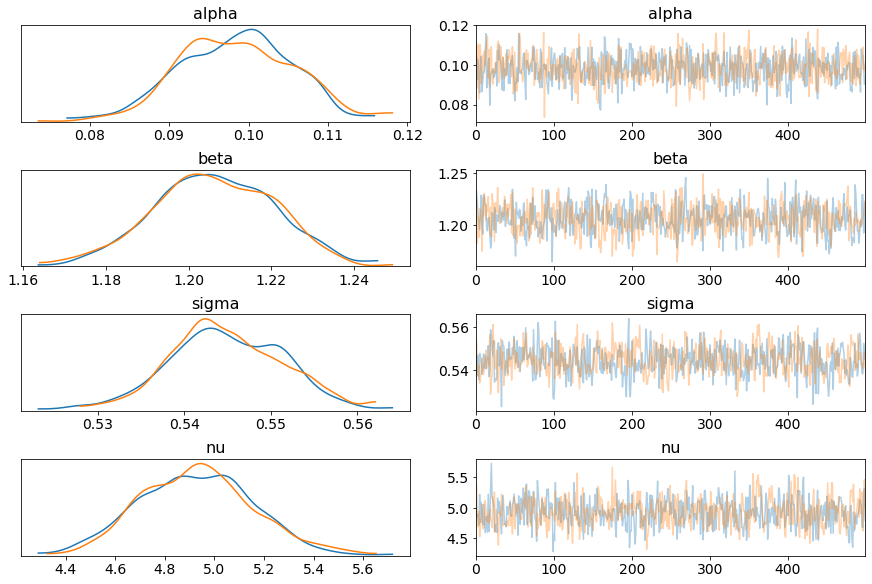 alpha
alpha
0.12
0.10
0.08
0.08 0.09 0.10 0.11 0.12
0 100 200 300 400
beta
beta
1.25
1.20
1.16 1.18 1.20 1.22 1.24
0 100 200 300 400
sigma
sigma
0.56
0.54
0.53 0.54 0.55 0.56
0 100 200 300 400
nu
nu
5.5
5.0
4.5
4.4 4.6 4.8 5.0 5.2 5.4 5.6
0 100 200 300 400